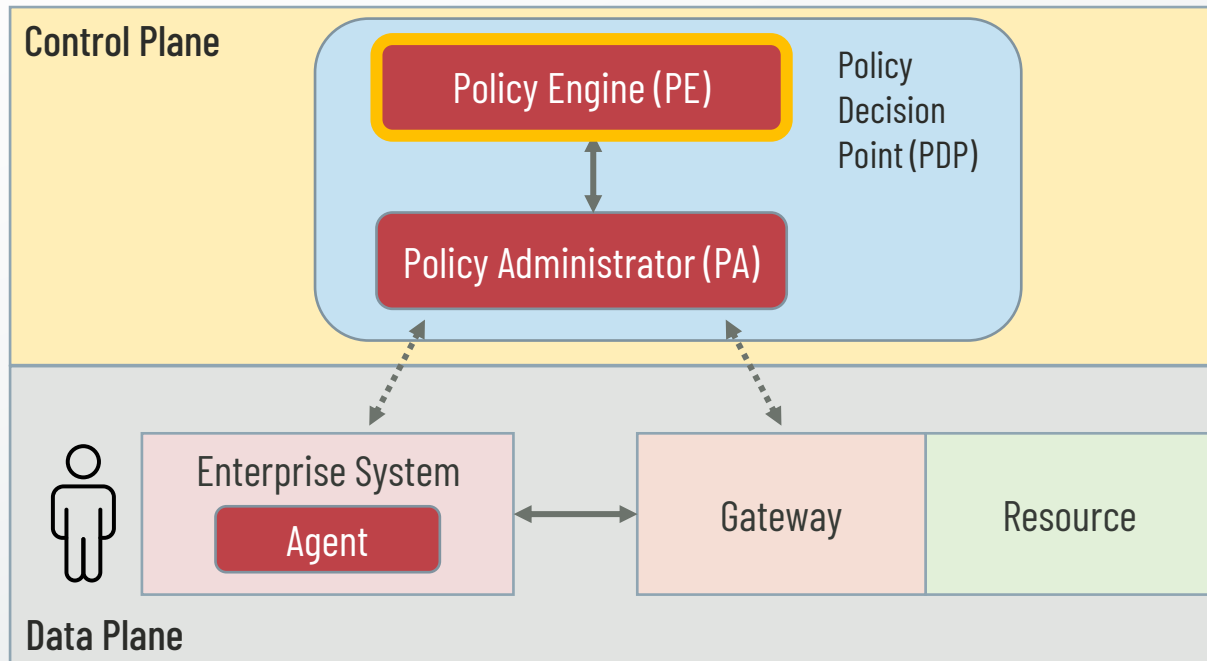 Control Plane
Policy Engine (PE)
Policy
Decision
Point (PDP)
Policy Administrator (PA)
Enterprise System
Agent
Gateway
Resource
Data Plane